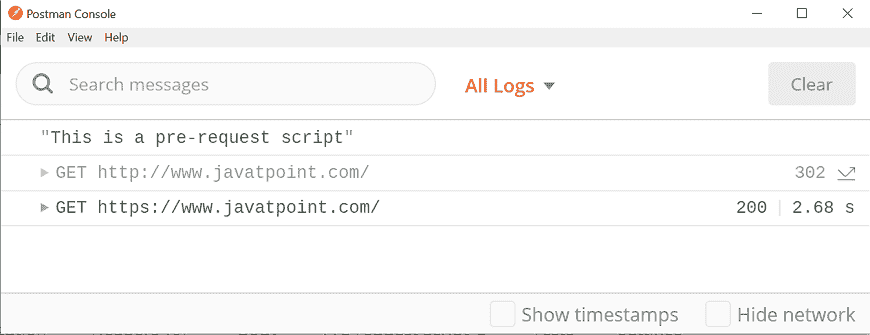 Postman Console
File Edit View Help
Search messages All Logs Clear
"This is a pre-request script"
GET http://www.javatpoint.com/ 302
GET https://www.javatpoint.com/ 200 | 2.68 s
Show timestamps Hide network